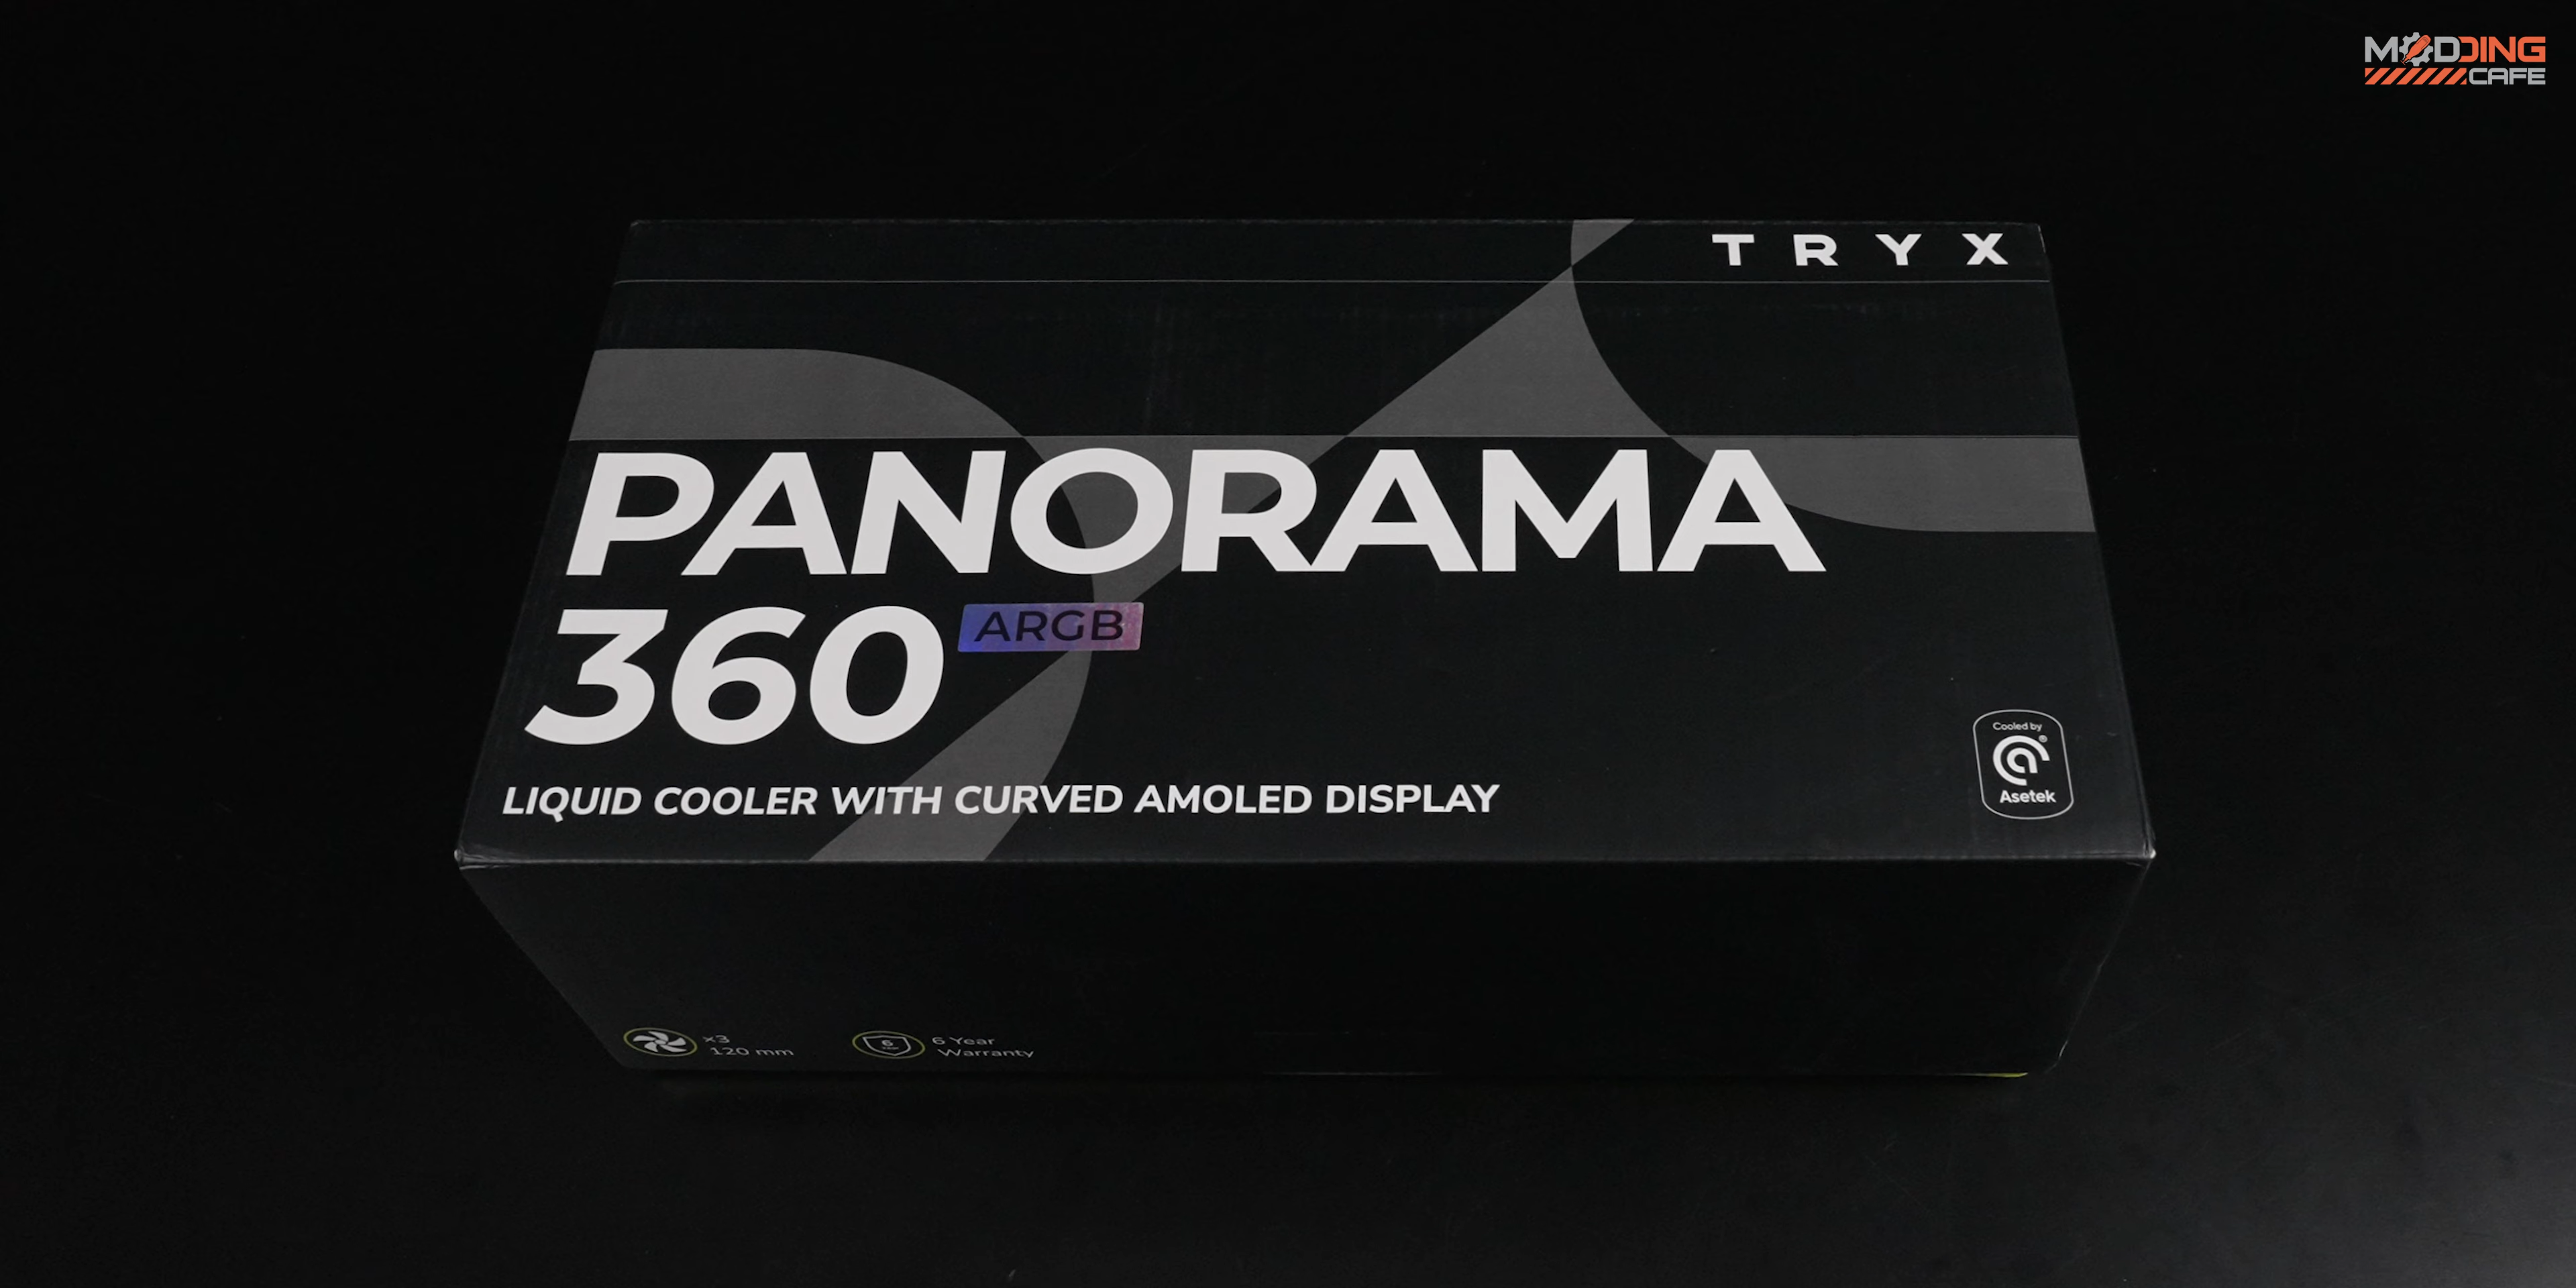 MODDING
CAFE
TRYX
PANORAMA
360 ARGB
LIQUID COOLER WITH CURVED AMOLED DISPLAY
Cooled by
Asetek
x3
120 mm
6
6 Year
Warranty